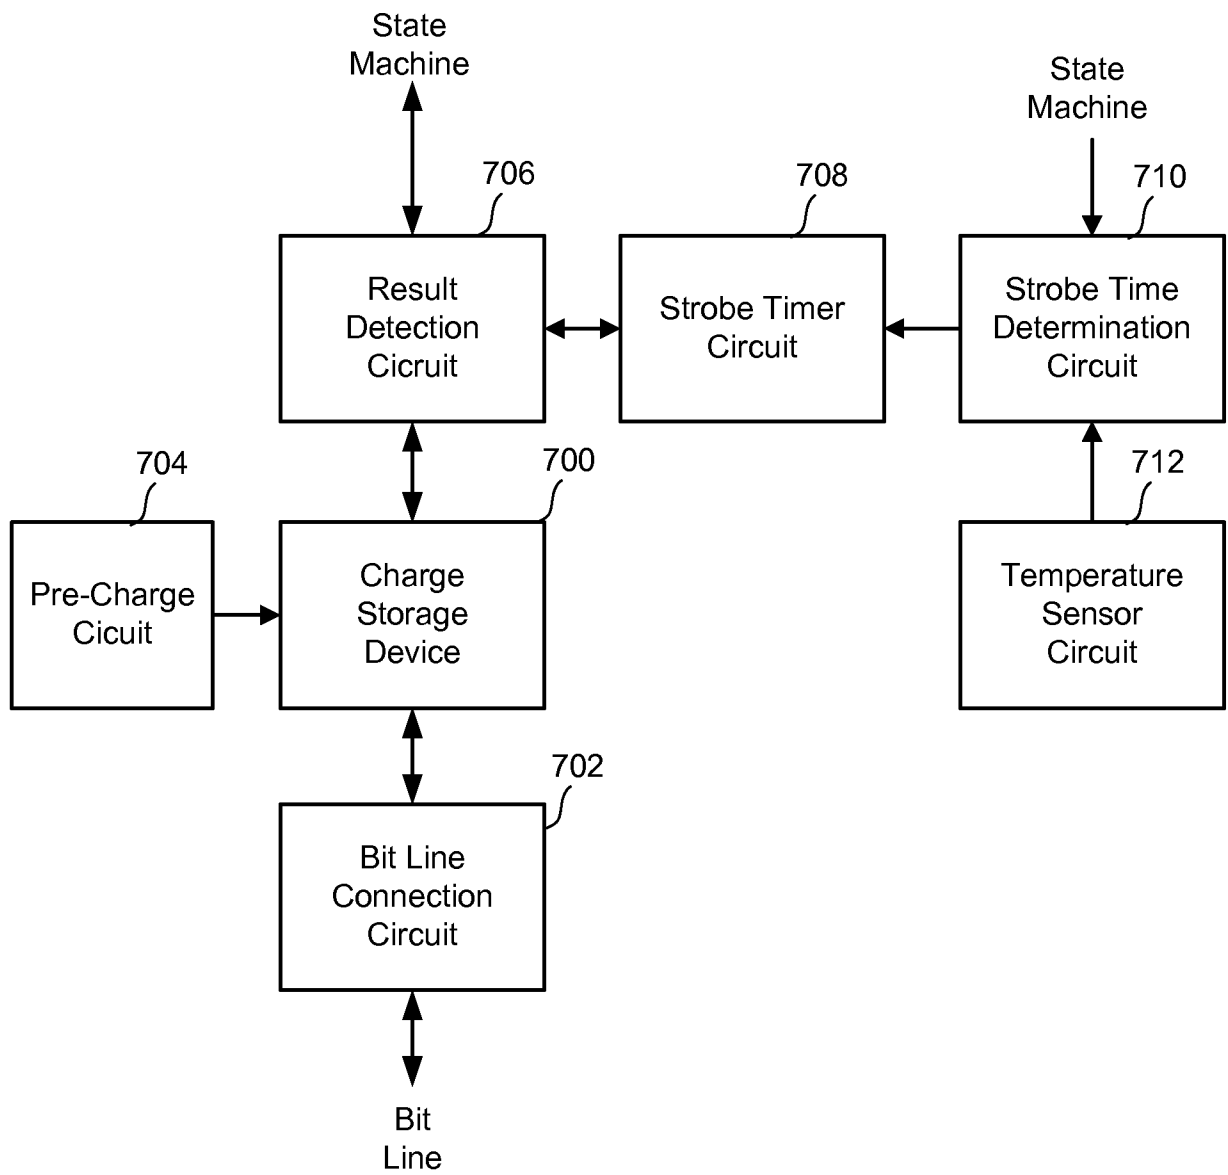 State
Machine
State
Machine
706
708
710
Result
Detection
Cicruit
Strobe Timer
Circuit
Strobe Time
Determination
Circuit
704
700
712
Pre-Charge
Cicuit
Charge
Storage
Device
Temperature
Sensor
Circuit
702
Bit Line
Connection
Circuit
Bit
Line